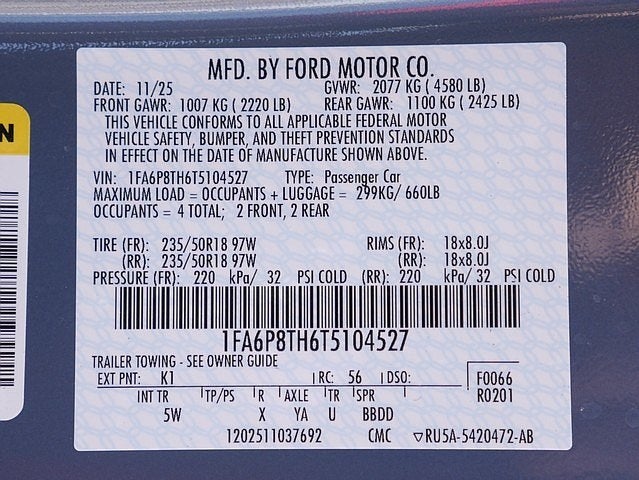 MFD. BY FORD MOTOR CO.
DATE: 11/25 GVWR: 2077 KG ( 4580 LB)
FRONT GAWR: 1007 KG ( 2220 LB) REAR GAWR: 1100 KG ( 2425 LB)
THIS VEHICLE CONFORMS TO ALL APPLICABLE FEDERAL MOTOR
VEHICLE SAFETY, BUMPER, AND THEFT PREVENTION STANDARDS
IN EFFECT ON THE DATE OF MANUFACTURE SHOWN ABOVE.
VIN: 1FA6P8TH6T5104527 TYPE: Passenger Car
MAXIMUM LOAD = OCCUPANTS + LUGGAGE = 299KG/ 660LB
OCCUPANTS = 4 TOTAL; 2 FRONT, 2 REAR
TIRE (FR): 235/50R18 97W RIMS (FR): 18x8.0J
(RR): 235/50R18 97W (RR): 18x8.0J
PRESSURE (FR): 220 kPa/ 32 PSI COLD (RR): 220 kPa/ 32 PSI COLD
1FA6P8TH6T5104527
TRAILER TOWING - SEE OWNER GUIDE
EXT PNT: K1 RC: 56 DSO: F0066
R0201
INT TR TP/PS R AXLE TR SPR
5W X YA U BBDD
1202511037692 CMC ▽RU5A-5420472-AB
N